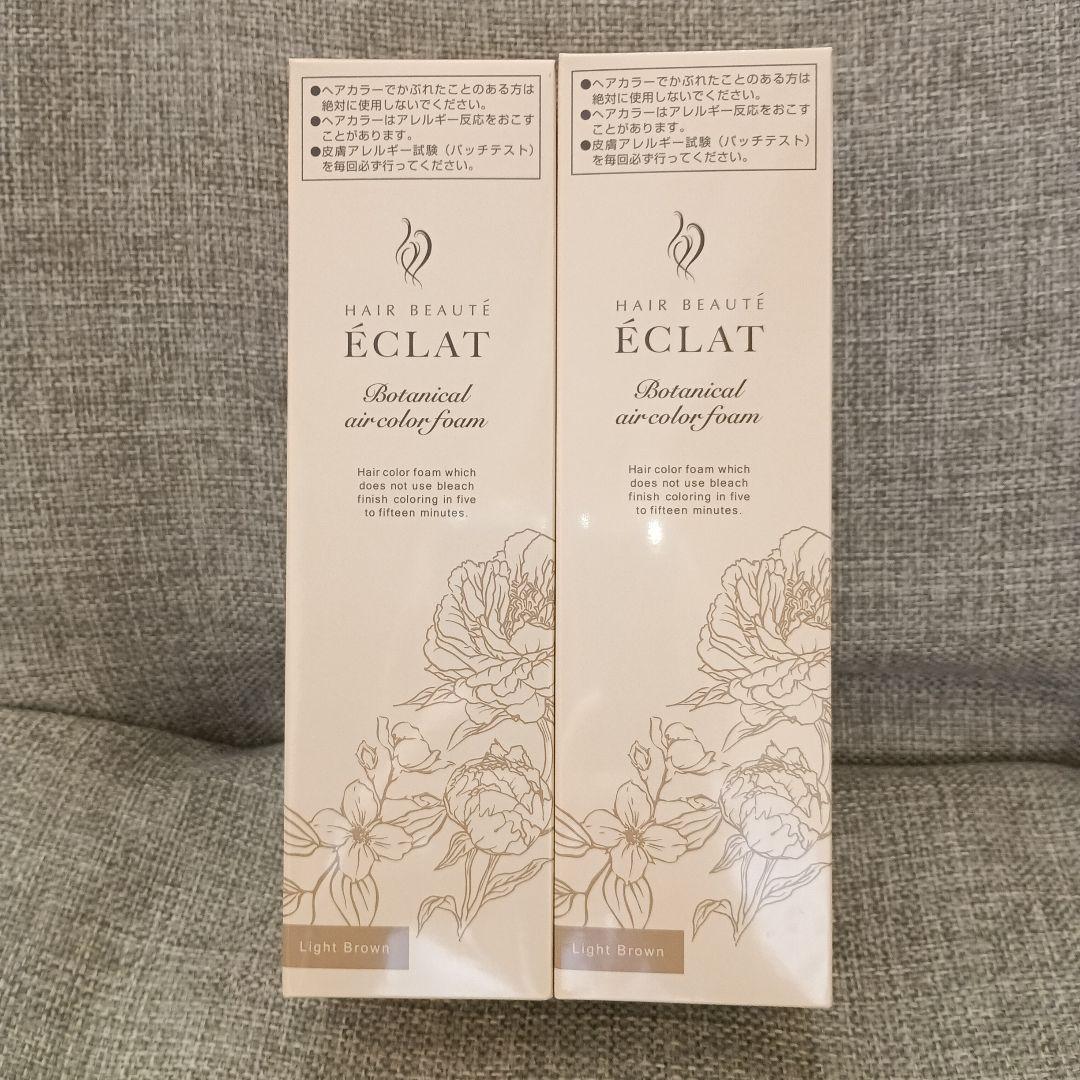 ●ヘアカラーでかぶれたことのある方は
絶対に使用しないでください。
●ヘアカラーはアレルギー反応をおこす
ことがあります。
●皮膚アレルギー試験（パッチテスト）
を毎回必ず行ってください。
HAIR BEAUTÉ
ÉCLAT
Botanical
air color foam
Hair color foam which
does not use bleach
finish coloring in five
to fifteen minutes.
Light Brown
●ヘアカラーでかぶれたことのある方は
絶対に使用しないでください。
●ヘアカラーはアレルギー反応をおこす
ことがあります。
●皮膚アレルギー試験（パッチテスト）
を毎回必ず行ってください。
HAIR BEAUTÉ
ÉCLAT
Botanical
air color foam
Hair color foam which
does not use bleach
finish coloring in five
to fifteen minutes.
Light Brown